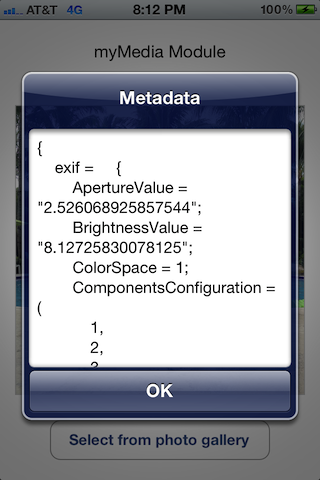 AT&T 4G 8:12 PM 100%
myMedia Module
Metadata
{
exif = {
ApertureValue =
"2.526068925857544";
BrightnessValue =
"8.12725830078125";
ColorSpace = 1;
ComponentsConfiguration =
(
1,
2,
OK
Select from photo gallery